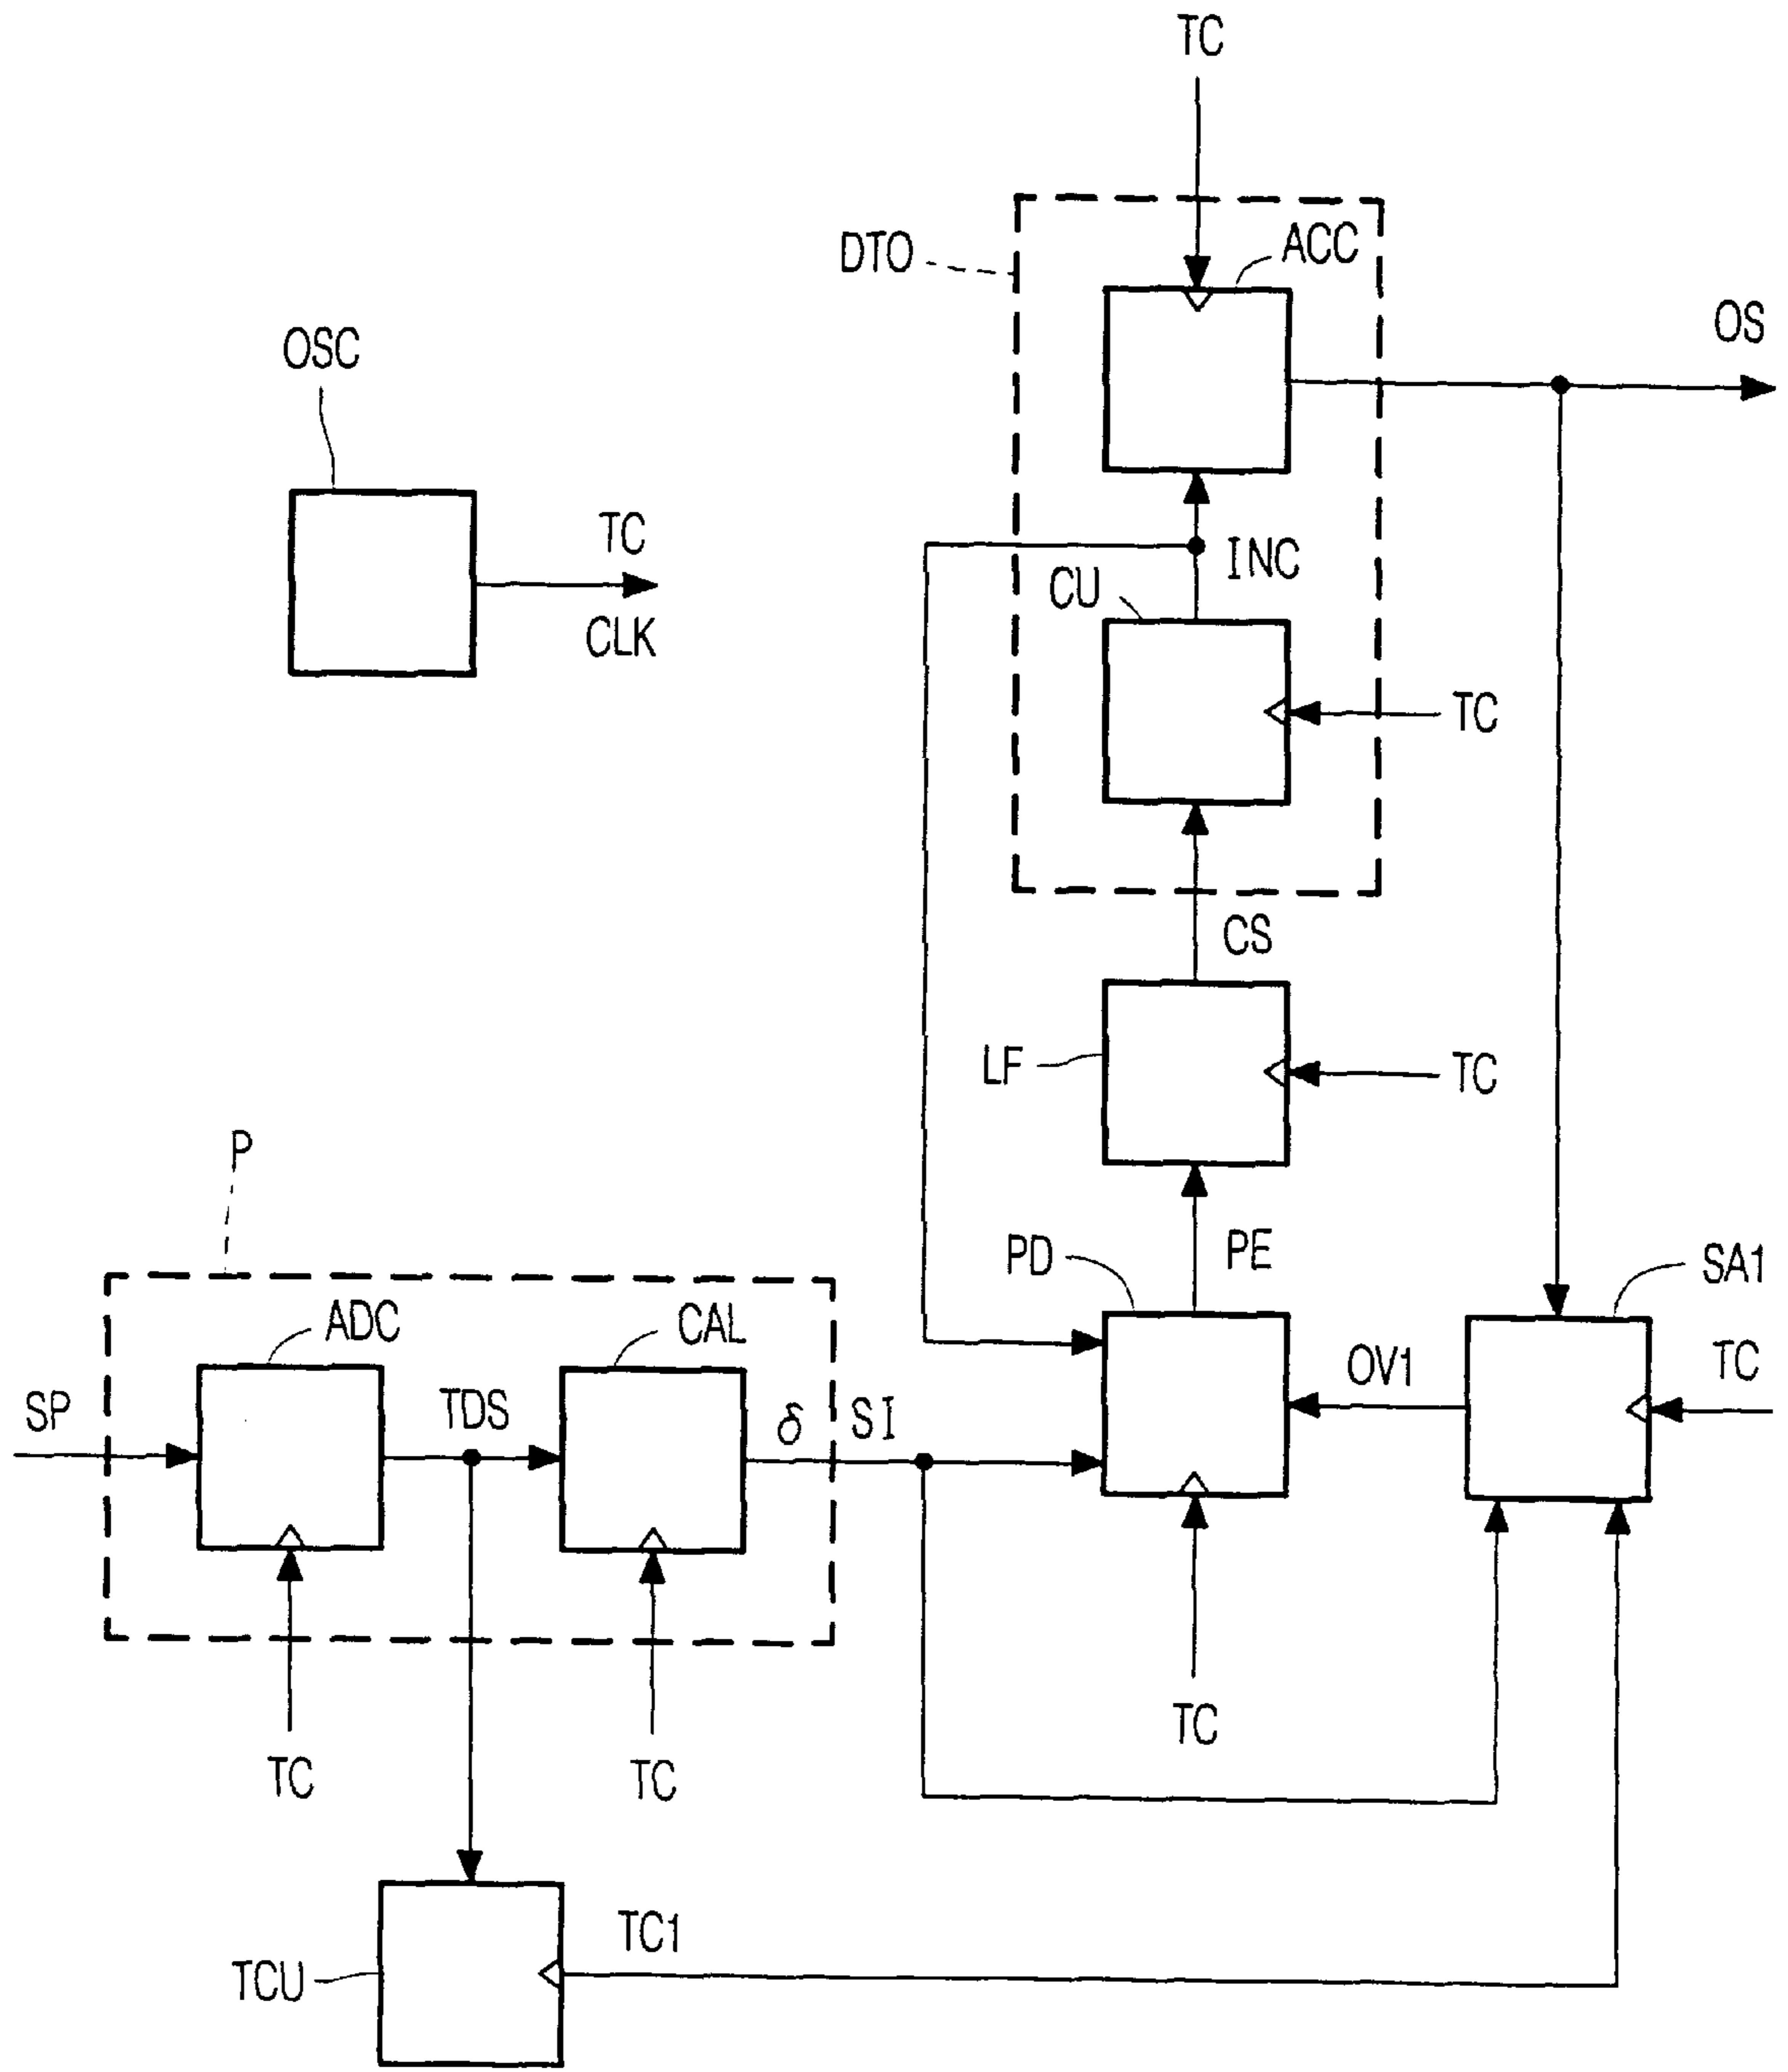 TC
DTO
ACC
OS
OSC
TC
CLK
INC
CU
TC
CS
LF
TC
P
PD
PE
SA1
ADC
CAL
SP
TDS
δ
SI
OV1
TC
TC
TC
TC
TC1
TCU